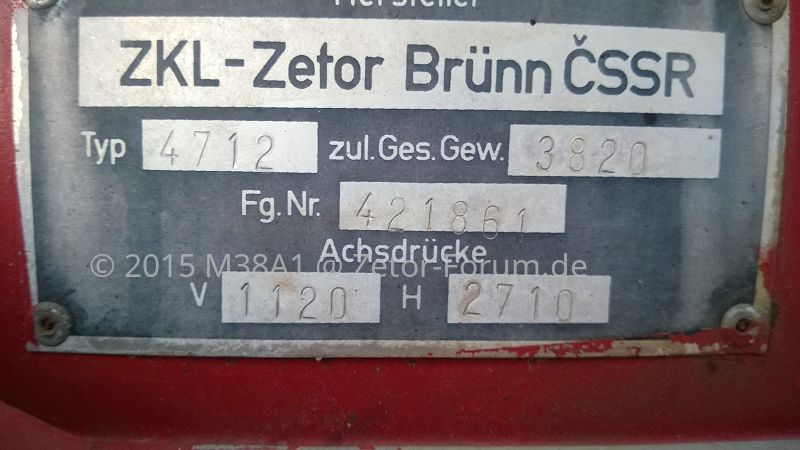 Hersteller
ZKL-Zetor Brünn ČSSR
Typ 4712 zul.Ges.Gew. 3820
Fg.Nr. 421861
Achsdrücke
© 2015 M38A1 @ Zetor-Forum.de
V 1120 H 2710